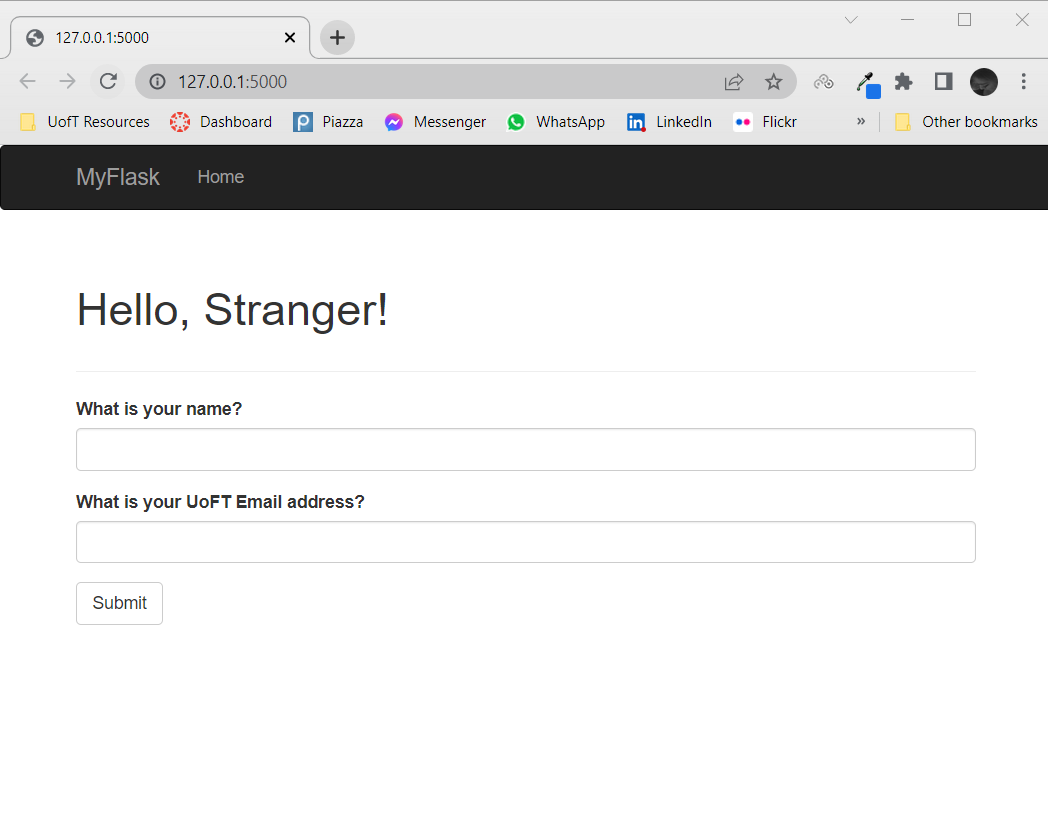 127.0.0.1:5000
127.0.0.1:5000
UofT Resources Dashboard Piazza Messenger WhatsApp LinkedIn Flickr » Other bookmarks
MyFlask Home
Hello, Stranger!
What is your name?
What is your UoFT Email address?
Submit